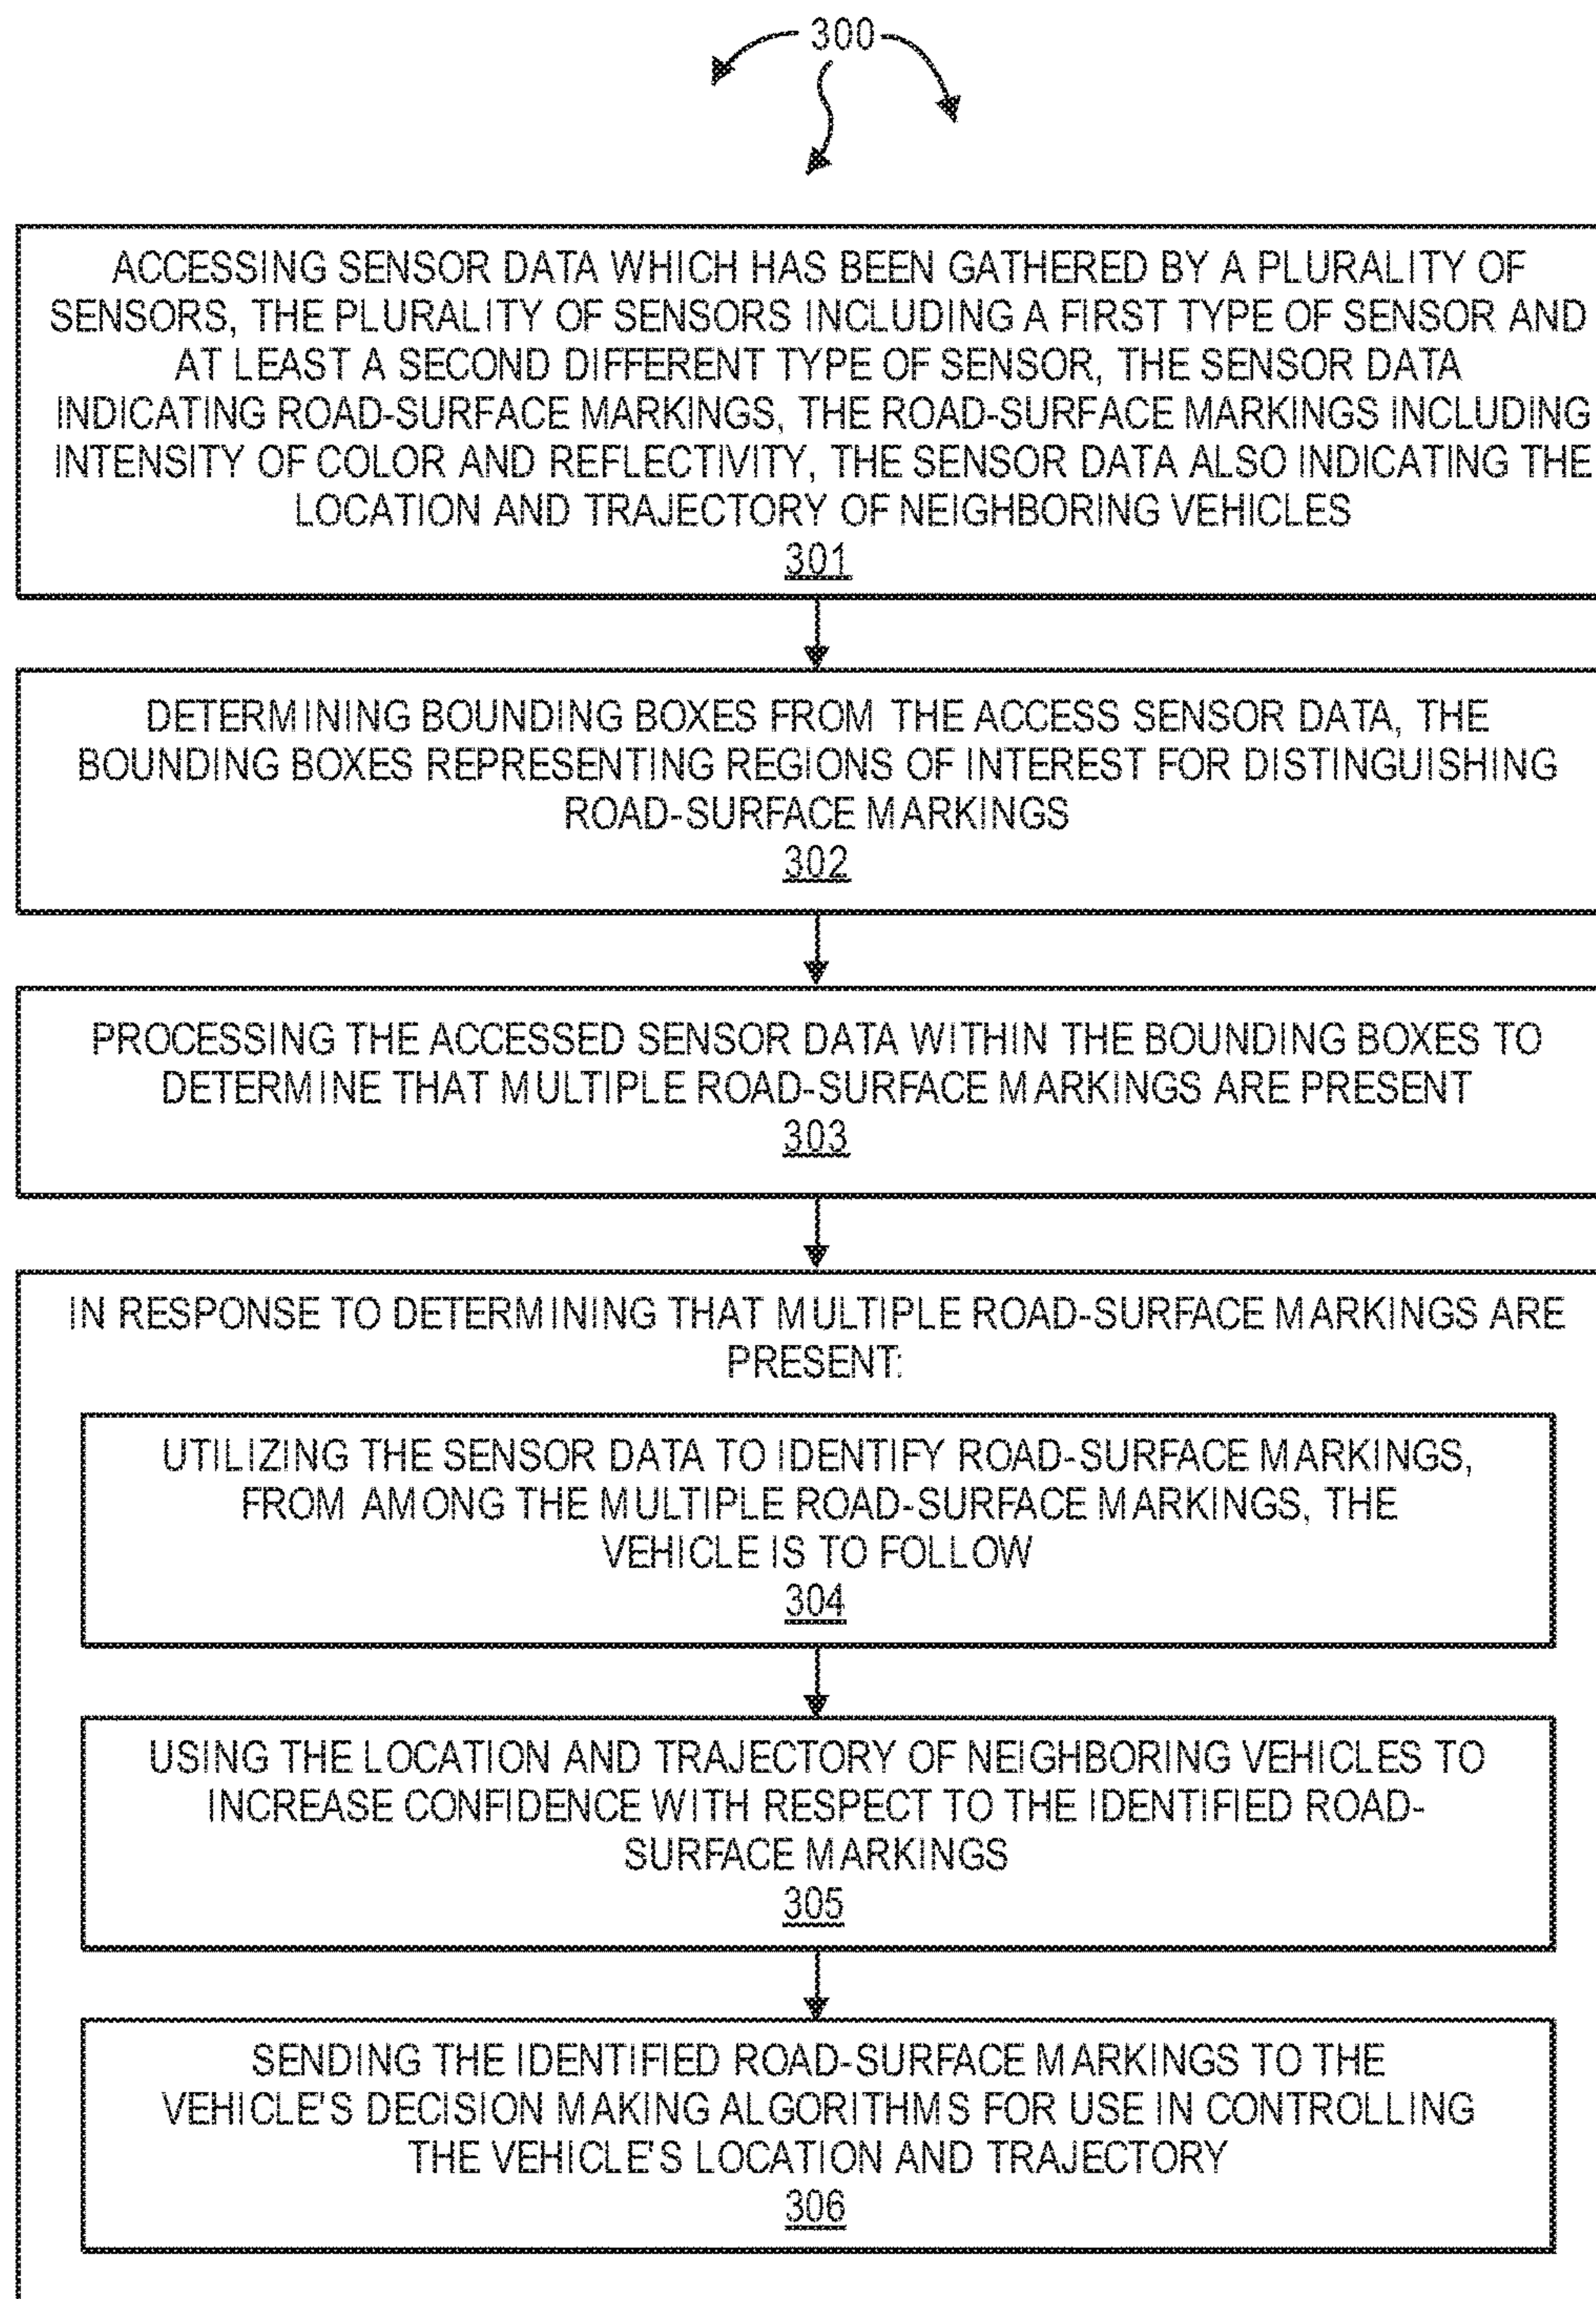 300
ACCESSING SENSOR DATA WHICH HAS BEEN GATHERED BY A PLURALITY OF
SENSORS, THE PLURALITY OF SENSORS INCLUDING A FIRST TYPE OF SENSOR AND
AT LEAST A SECOND DIFFERENT TYPE OF SENSOR, THE SENSOR DATA
INDICATING ROAD-SURFACE MARKINGS, THE ROAD-SURFACE MARKINGS INCLUDING
INTENSITY OF COLOR AND REFLECTIVITY, THE SENSOR DATA ALSO INDICATING THE
LOCATION AND TRAJECTORY OF NEIGHBORING VEHICLES
301
DETERMINING BOUNDING BOXES FROM THE ACCESS SENSOR DATA, THE
BOUNDING BOXES REPRESENTING REGIONS OF INTEREST FOR DISTINGUISHING
ROAD-SURFACE MARKINGS
302
PROCESSING THE ACCESSED SENSOR DATA WITHIN THE BOUNDING BOXES TO
DETERMINE THAT MULTIPLE ROAD-SURFACE MARKINGS ARE PRESENT
303
IN RESPONSE TO DETERMINING THAT MULTIPLE ROAD-SURFACE MARKINGS ARE
PRESENT:
UTILIZING THE SENSOR DATA TO IDENTIFY ROAD-SURFACE MARKINGS,
FROM AMONG THE MULTIPLE ROAD-SURFACE MARKINGS, THE
VEHICLE IS TO FOLLOW
304
USING THE LOCATION AND TRAJECTORY OF NEIGHBORING VEHICLES TO
INCREASE CONFIDENCE WITH RESPECT TO THE IDENTIFIED ROAD-
SURFACE MARKINGS
305
SENDING THE IDENTIFIED ROAD-SURFACE MARKINGS TO THE
VEHICLE'S DECISION MAKING ALGORITHMS FOR USE IN CONTROLLING
THE VEHICLE'S LOCATION AND TRAJECTORY
306